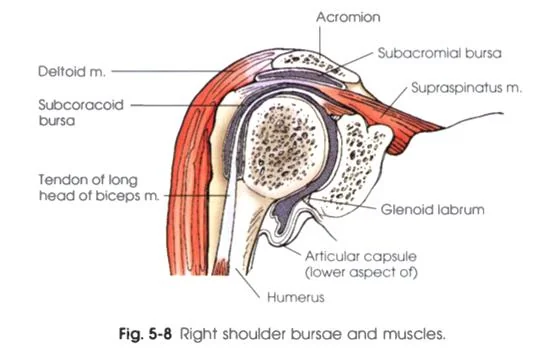 Acromion
Subacromial bursa
Deltoid m.
Supraspinatus m.
Subcoracoid
bursa
Tendon of long
head of biceps m.
Glenoid labrum
Articular capsule
(lower aspect of)
Humerus
Fig. 5-8 Right shoulder bursae and muscles.